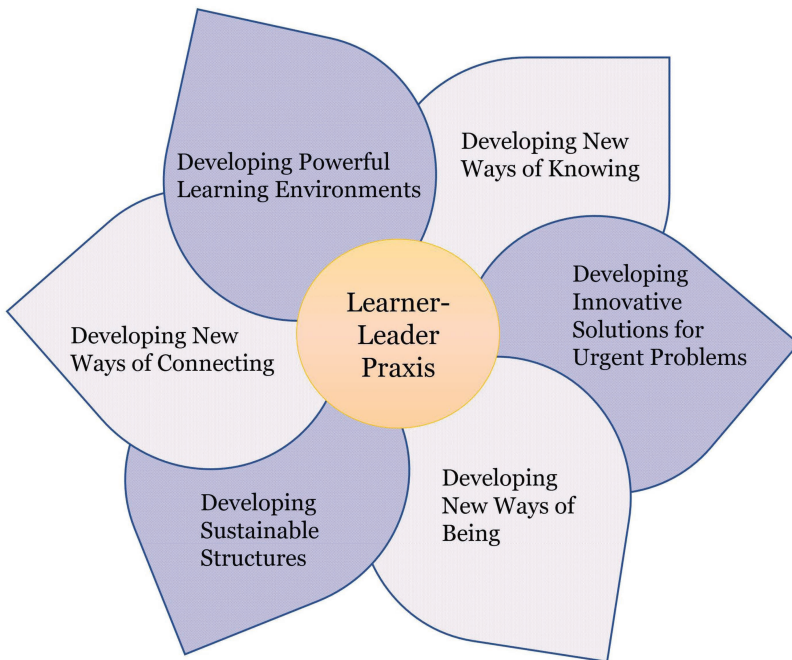 Developing Powerful
Learning Environments
Developing New
Ways of Knowing
Developing
Innovative
Solutions for
Urgent Problems
Learner-
Leader
Praxis
Developing New
Ways of Connecting
Developing
New Ways of
Being
Developing
Sustainable
Structures